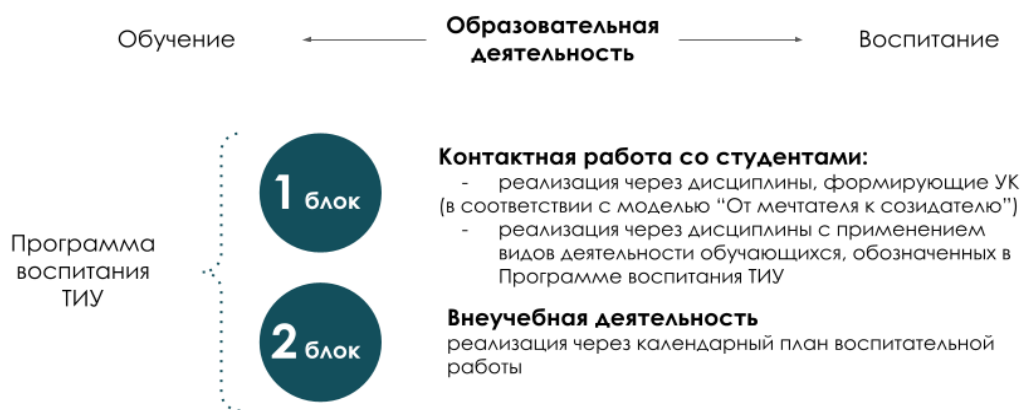 Обучение
Образовательная
деятельность
Воспитание
Программа
воспитания
ТИУ
1 блок
Контактная работа со студентами:
- реализация через дисциплины, формирующие УК
(в соответствии с моделью “От мечтателя к созидателю”)
- реализация через дисциплины с применением
видов деятельности обучающихся, обозначенных в
Программе воспитания ТИУ
2 блок
Внеучебная деятельность
реализация через календарный план воспитательной
работы